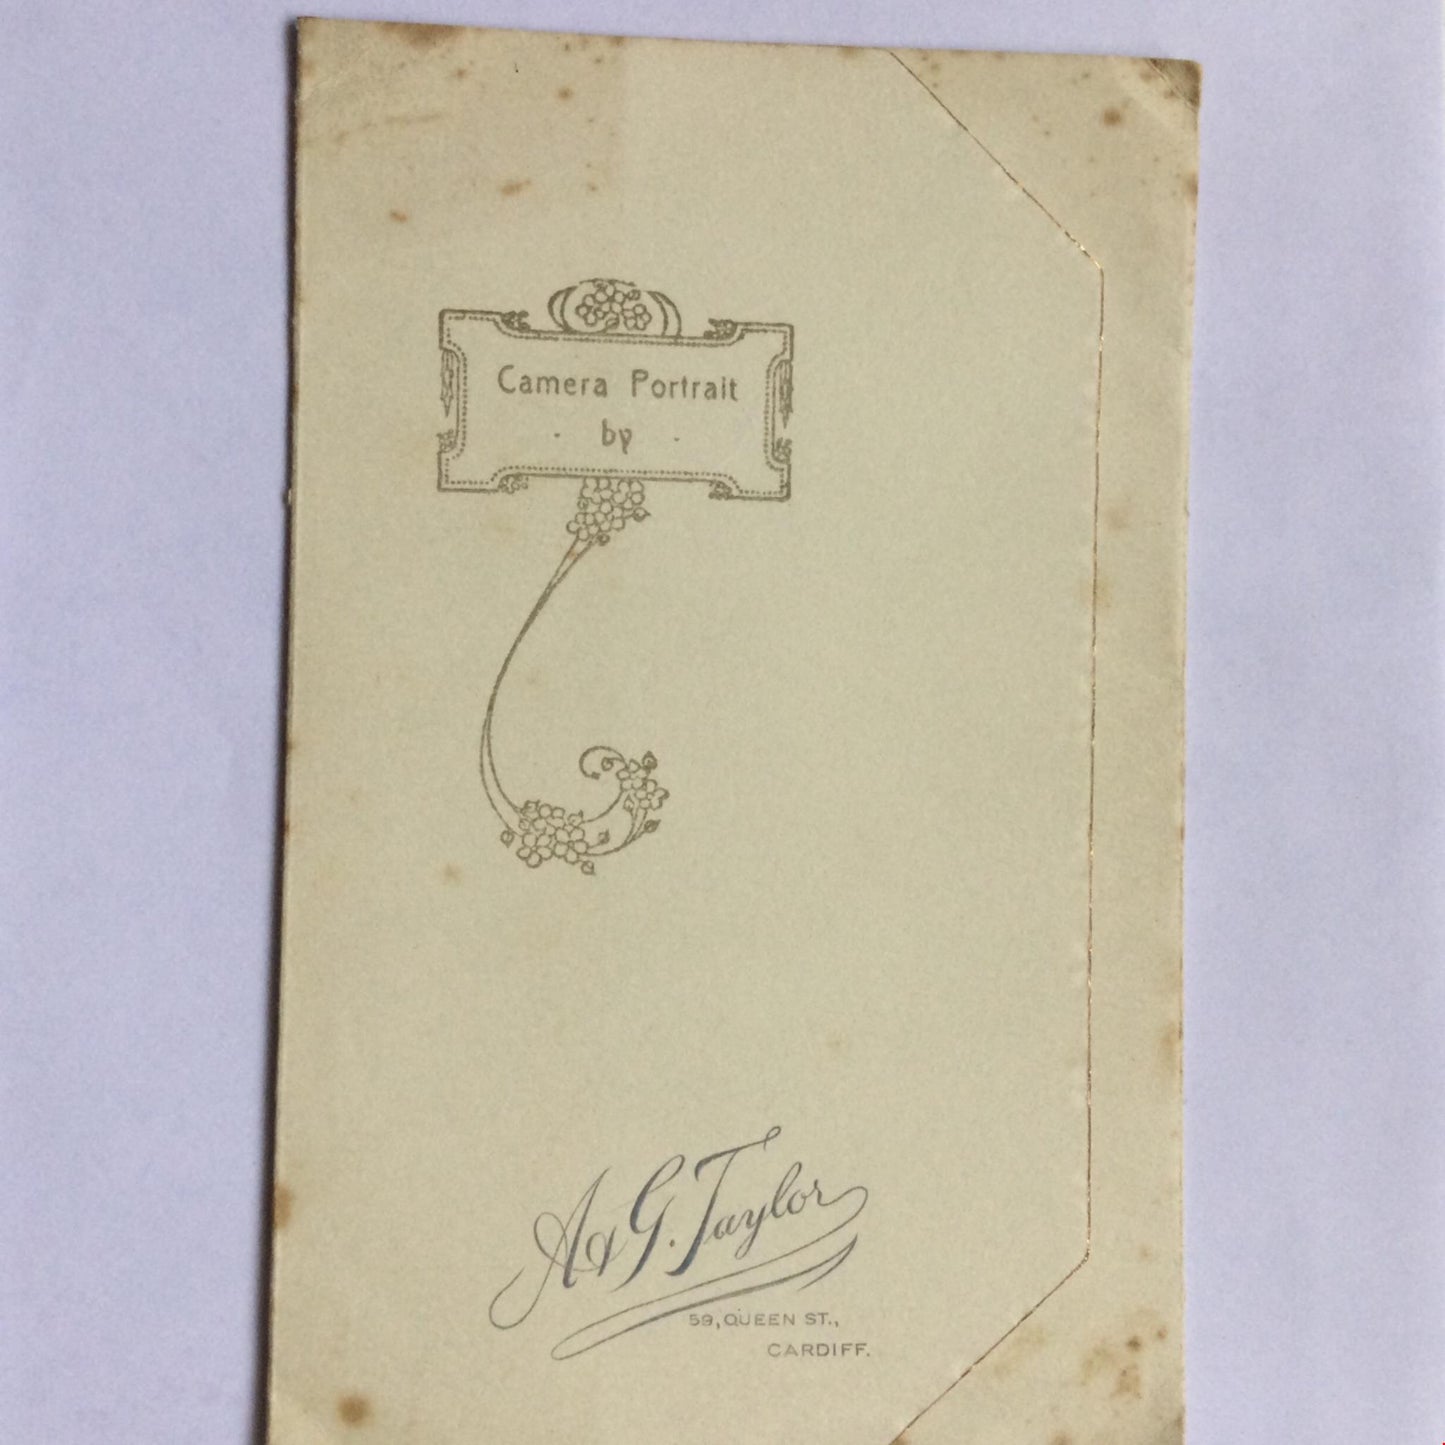 Camera Portrait
· by ·
A & G. Taylor
59, QUEEN ST.,
CARDIFF.